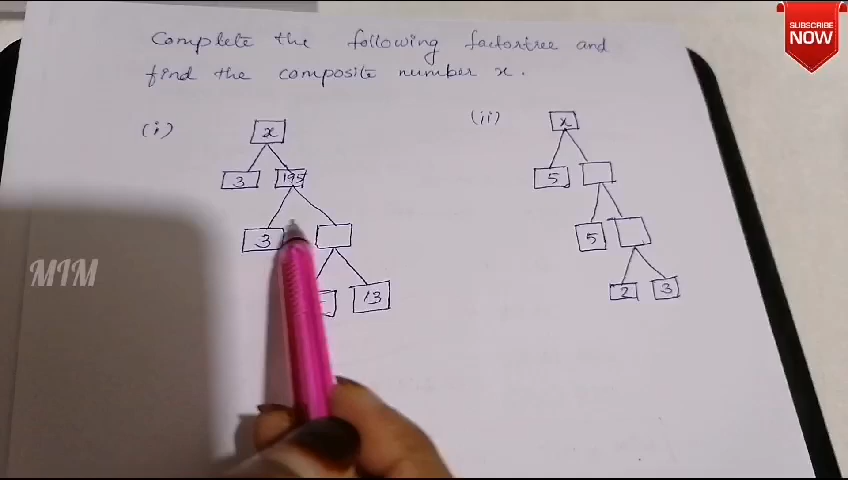 SUBSCRIBE
NOW
Complete the following factortree and
find the composite number x.
(i)
(ii)
x
x
3 195
5
3
5
13
2 3
MIM